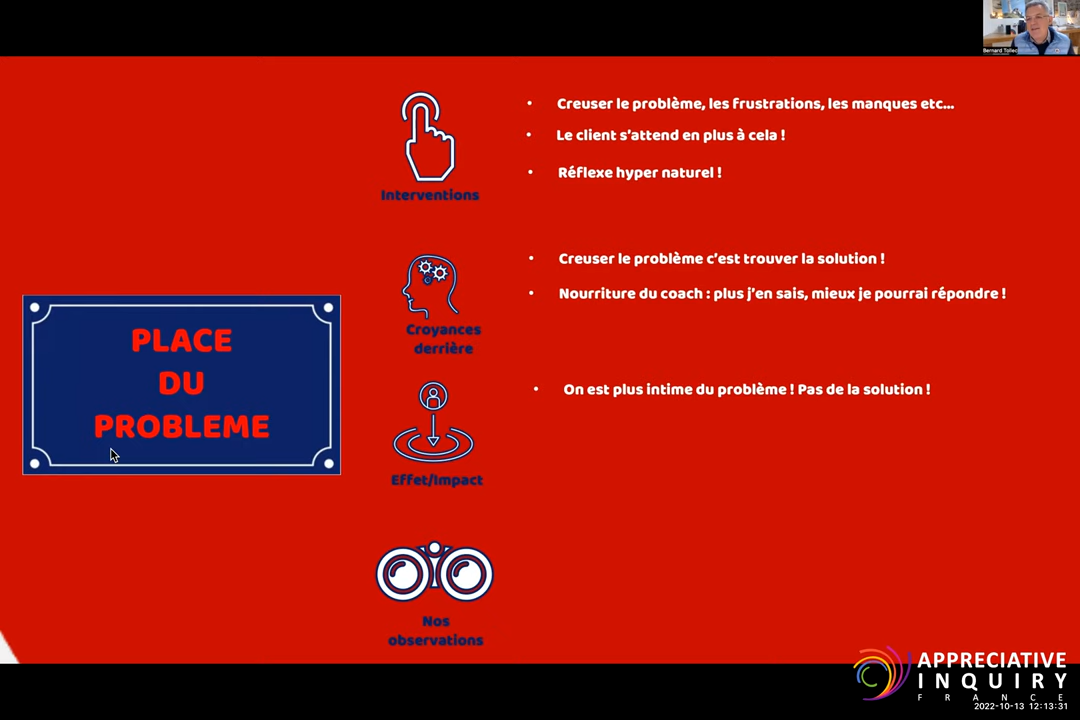 Bernard Tollec
Creuser le problème, les frustrations, les manques etc...
Le client s'attend en plus à cela !
Réflexe hyper naturel !
Interventions
Creuser le problème c'est trouver la solution !
Nourriture du coach : plus j'en sais, mieux je pourrai répondre !
Croyances
derrière
PLACE
DU
PROBLEME
On est plus intime du problème ! Pas de la solution !
Effet/Impact
Nos
observations
APPRECIATIVE
INQUIRY
FRANCE
2022-10-13 12:13:31